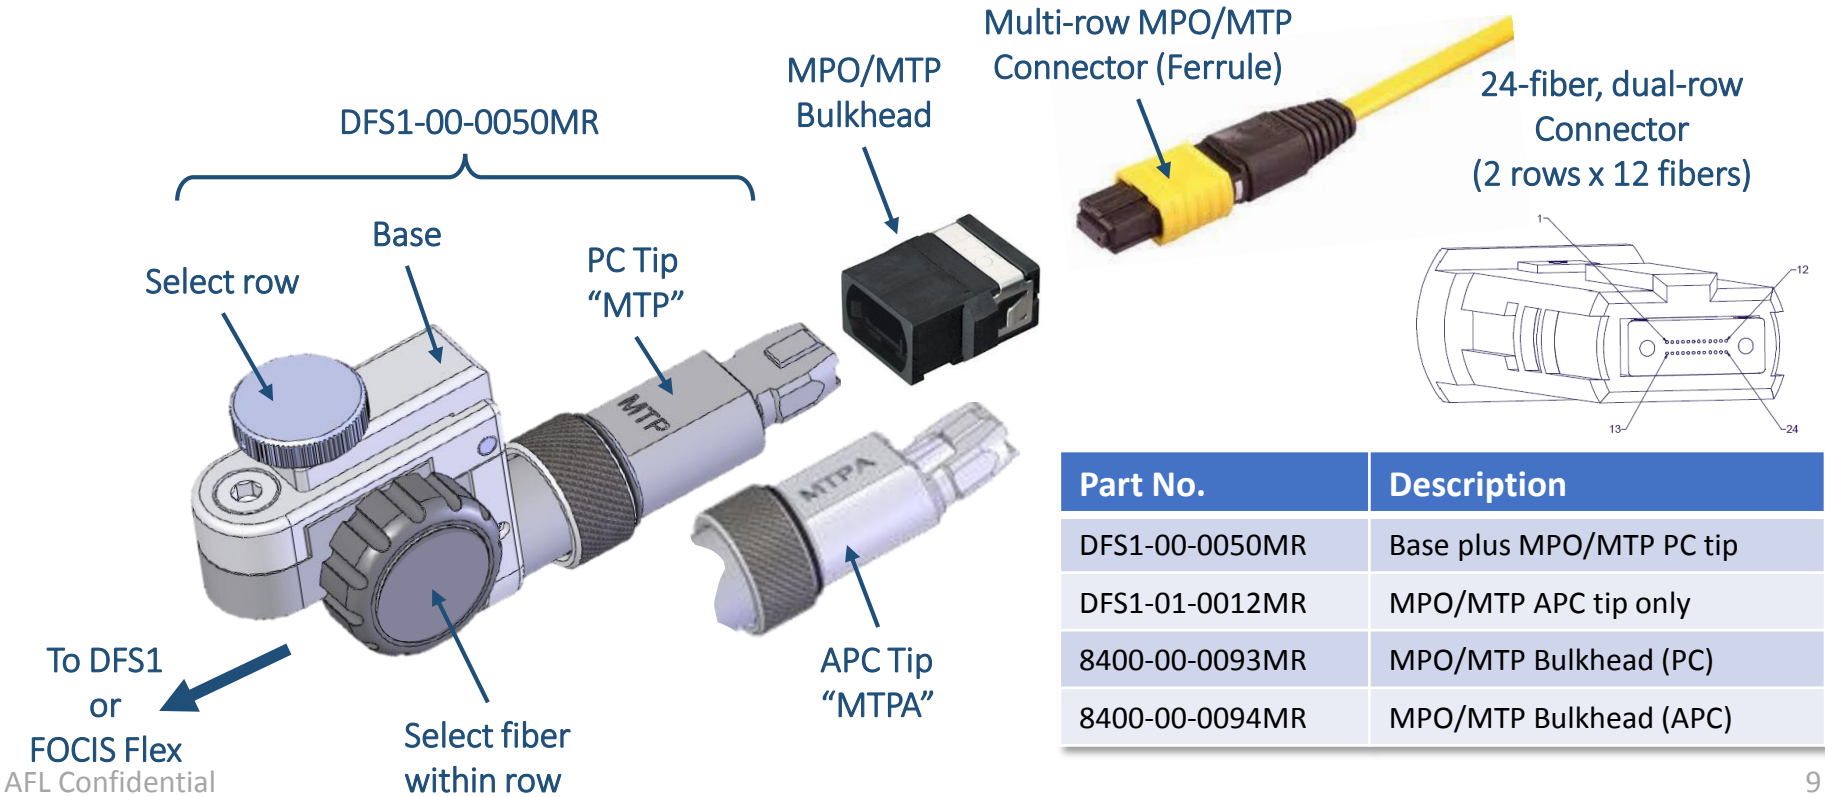 Multi-row MPO/MTP
Connector (Ferrule)
MPO/MTP
Bulkhead
24-fiber, dual-row
Connector
(2 rows x 12 fibers)
DFS1-00-0050MR
Base
Select row
PC Tip
“MTP”
MTP
1
12
13
24
MTPA
To DFS1
or
FOCIS Flex
Select fiber
within row
APC Tip
“MTPA”
Part No. Description
DFS1-00-0050MR Base plus MPO/MTP PC tip
DFS1-01-0012MR MPO/MTP APC tip only
8400-00-0093MR MPO/MTP Bulkhead (PC)
8400-00-0094MR MPO/MTP Bulkhead (APC)
AFL Confidential
9